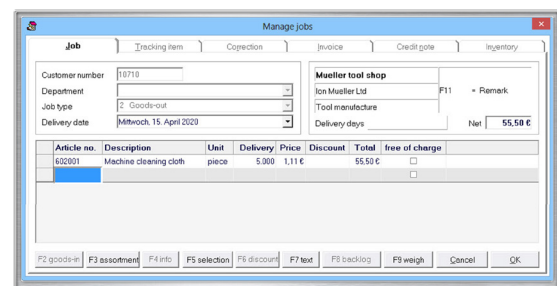 Manage jobs
Job Tracking item Correction Invoice Credit note Inventory
Customer number 10710
Department
Job type 2 Goods-out
Delivery date Mittwoch, 15. April 2020
Mueller tool shop
Ion Mueller Ltd
Tool manufacture
Delivery days
F11 = Remark
Net 55,50 €
Article no. Description Unit Delivery Price Discount Total free of charge
602001 Machine cleaning cloth piece 5.000 1,11 € 55,50 €
F2 goods-in F3 assortment F4 info F5 selection F6 discount F7 text F8 backlog F9 weigh Cancel OK